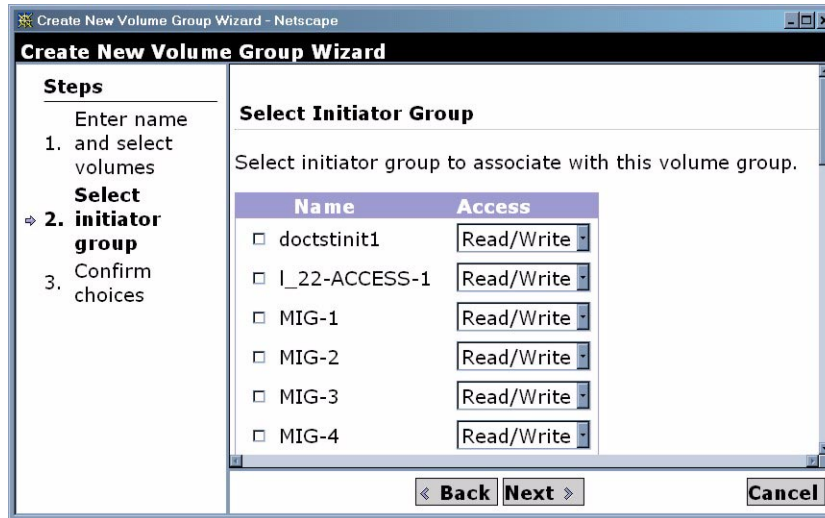 Create New Volume Group Wizard - Netscape
Create New Volume Group Wizard
Steps
1. Enter name
and select
volumes
2. Select
initiator
group
3. Confirm
choices
Select Initiator Group
Select initiator group to associate with this volume group.
Name Access
doctstinit1 Read/Write
l_22-ACCESS-1 Read/Write
MIG-1 Read/Write
MIG-2 Read/Write
MIG-3 Read/Write
MIG-4 Read/Write
« Back Next » Cancel